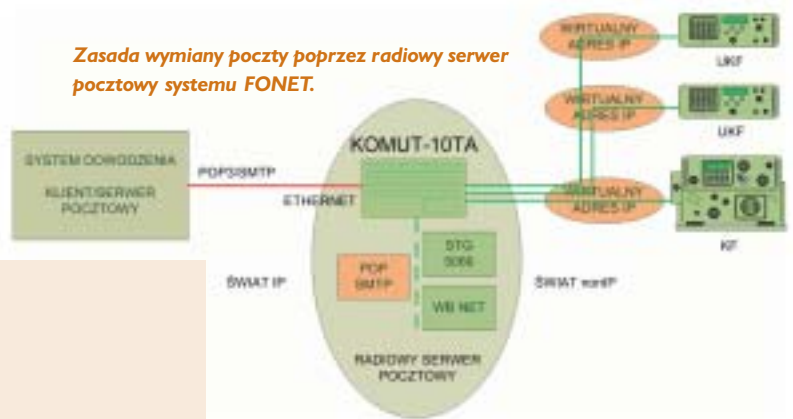 Zasada wymiany poczty poprzez radiowy serwer
pocztowy systemu FONET.
WIRTUALNY
ADRES IP
UKF
WIRTUALNY
ADRES IP
UKF
KOMUT-10TA
SYSTEM DOWODZENIA
KLIENT/SERWER
POCZTOWY
POP3/SMTP
ETHERNET
WIRTUALNY
ADRES IP
KF
STG
5066
POP
SMTP
WB NET
ŚWIAT IP
ŚWIAT nonIP
RADIOWY SERWER
POCZTOWY